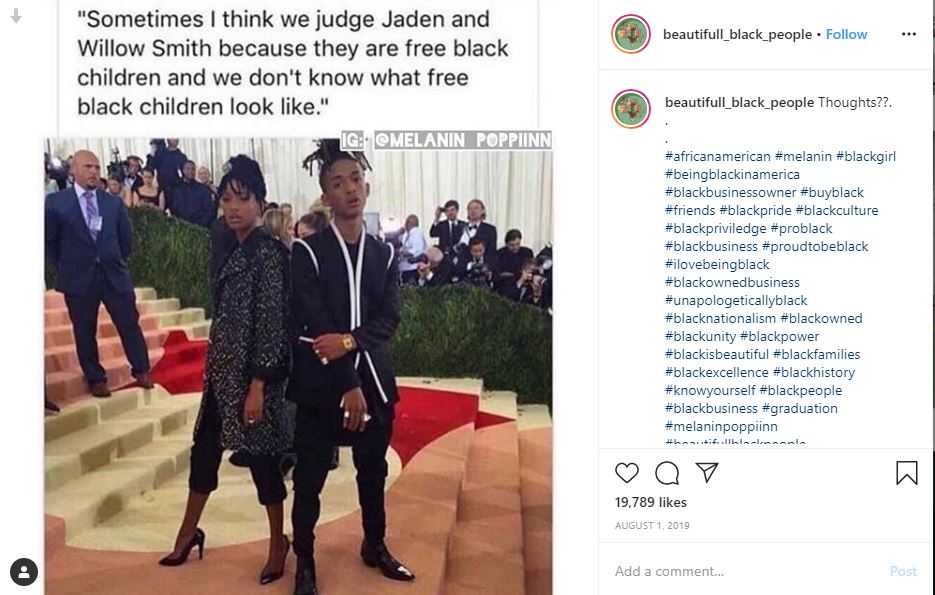 "Sometimes I think we judge Jaden and
Willow Smith because they are free black
children and we don't know what free
black children look like."
IG: @MELANIN_POPPIINN
beautifull_black_people • Follow
beautifull_black_people Thoughts??.
.
.
#africanamerican #melanin #blackgirl
#beingblackinamerica
#blackbusinessowner #buyblack
#friends #blackpride #blackculture
#blackpriviledge #problack
#blackbusiness #proudtobeblack
#ilovebeingblack
#blackownedbusiness
#unapologeticallyblack
#blacknationalism #blackowned
#blackunity #blackpower
#blackisbeautiful #blackfamilies
#blackexcellence #blackhistory
#knowyourself #blackpeople
#blackbusiness #graduation
#melaninpoppiinn
#beautifullblackpeople
19,789 likes
AUGUST 1, 2019
Add a comment...
Post